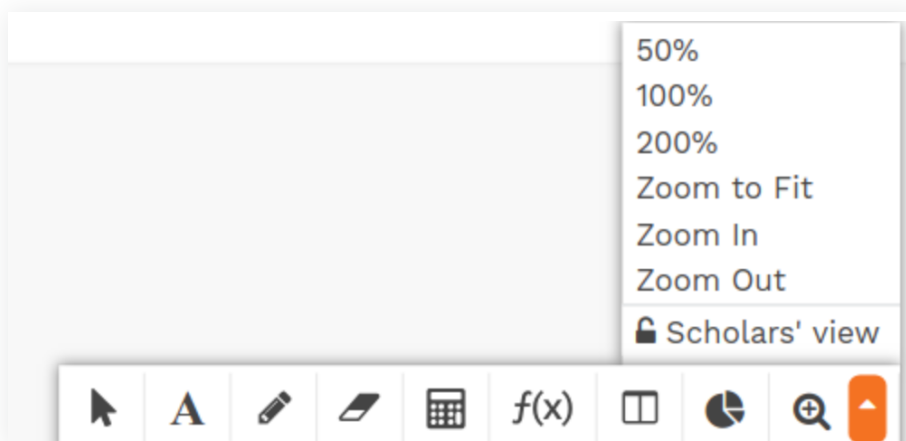 50%
100%
200%
Zoom to Fit
Zoom In
Zoom Out
Scholars' view
A f(x)